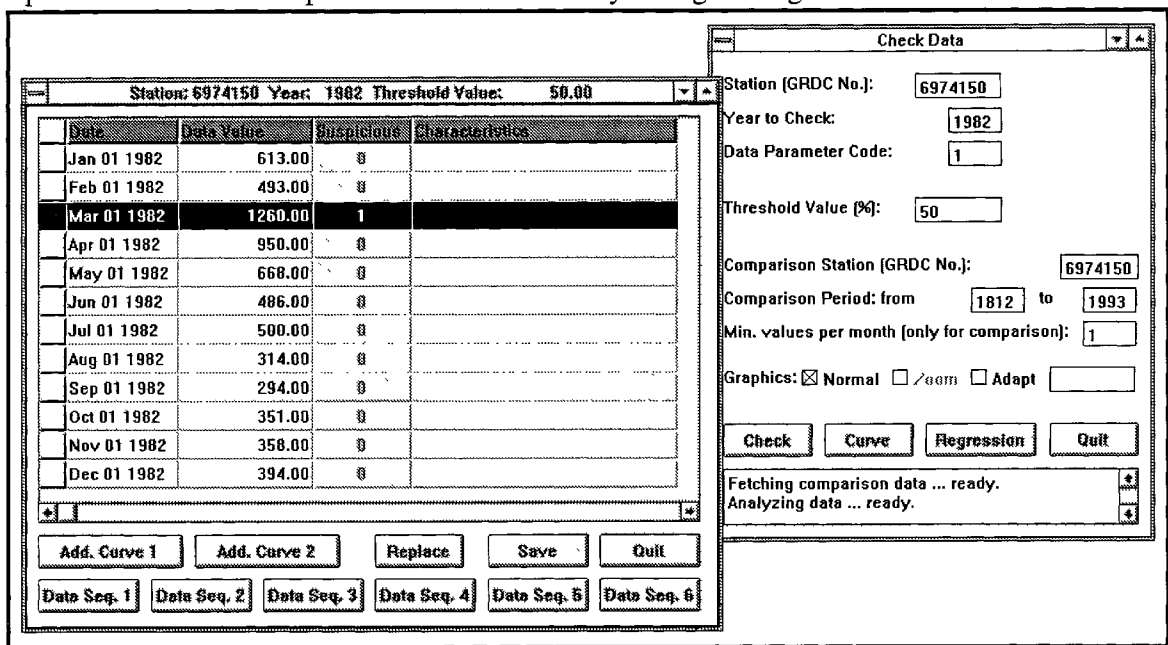 Station: 6974150 Year: 1982 Threshold Value: 50.00
Date Data Value Suspicious Characteristics
Jan 01 1982 613.00 0
Feb 01 1982 493.00 0
Mar 01 1982 1260.00 1
Apr 01 1982 950.00 0
May 01 1982 668.00 0
Jun 01 1982 486.00 0
Jul 01 1982 500.00 0
Aug 01 1982 314.00 0
Sep 01 1982 294.00 0
Oct 01 1982 351.00 0
Nov 01 1982 358.00 0
Dec 01 1982 394.00 0
Add. Curve 1 Add. Curve 2 Replace Save Quit
Data Seq. 1 Data Seq. 2 Data Seq. 3 Data Seq. 4 Data Seq. 5 Data Seq. 6
Check Data
Station (GRDC No.): 6974150
Year to Check: 1982
Data Parameter Code: 1
Threshold Value (%): 50
Comparison Station (GRDC No.): 6974150
Comparison Period: from 1812 to 1993
Min. values per month (only for comparison): 1
Graphics: Normal Zoom Adapt
Check Curve Regression Quit
Fetching comparison data ... ready.
Analyzing data ... ready.